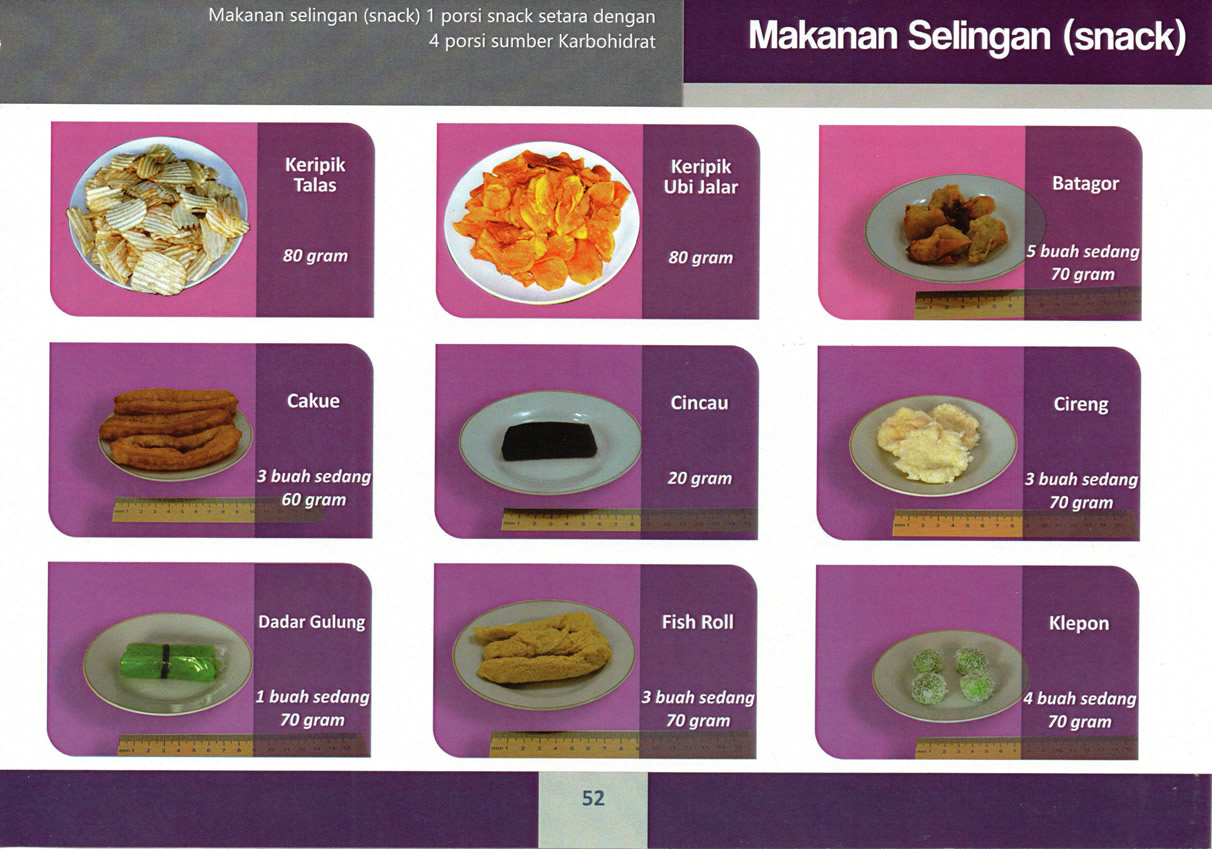 Makanan selingan (snack) 1 porsi snack setara dengan
4 porsi sumber Karbohidrat
Makanan Selingan (snack)
Keripik
Talas
80 gram
Keripik
Ubi Jalar
80 gram
Batagor
5 buah sedang
70 gram
Cakue
3 buah sedang
60 gram
Cincau
20 gram
Cireng
3 buah sedang
70 gram
Dadar Gulung
1 buah sedang
70 gram
Fish Roll
3 buah sedang
70 gram
Klepon
4 buah sedang
70 gram
52